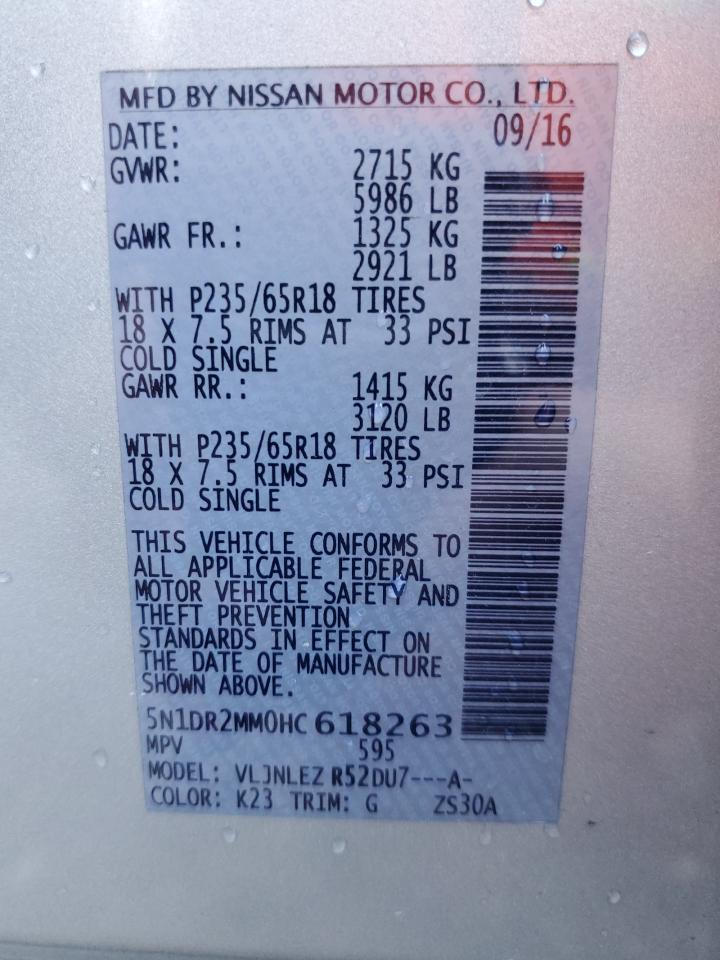 MFD BY NISSAN MOTOR CO., LTD.
DATE: 09/16
GVWR: 2715 KG
5986 LB
GAWR FR.: 1325 KG
2921 LB
WITH P235/65R18 TIRES
18 X 7.5 RIMS AT 33 PSI
COLD SINGLE
GAWR RR.: 1415 KG
3120 LB
WITH P235/65R18 TIRES
18 X 7.5 RIMS AT 33 PSI
COLD SINGLE
THIS VEHICLE CONFORMS TO
ALL APPLICABLE FEDERAL
MOTOR VEHICLE SAFETY AND
THEFT PREVENTION
STANDARDS IN EFFECT ON
THE DATE OF MANUFACTURE
SHOWN ABOVE.
5N1DR2MM0HC 618263
MPV 595
MODEL: VLJNLEZ R52DU7---A-
COLOR: K23 TRIM: G ZS30A